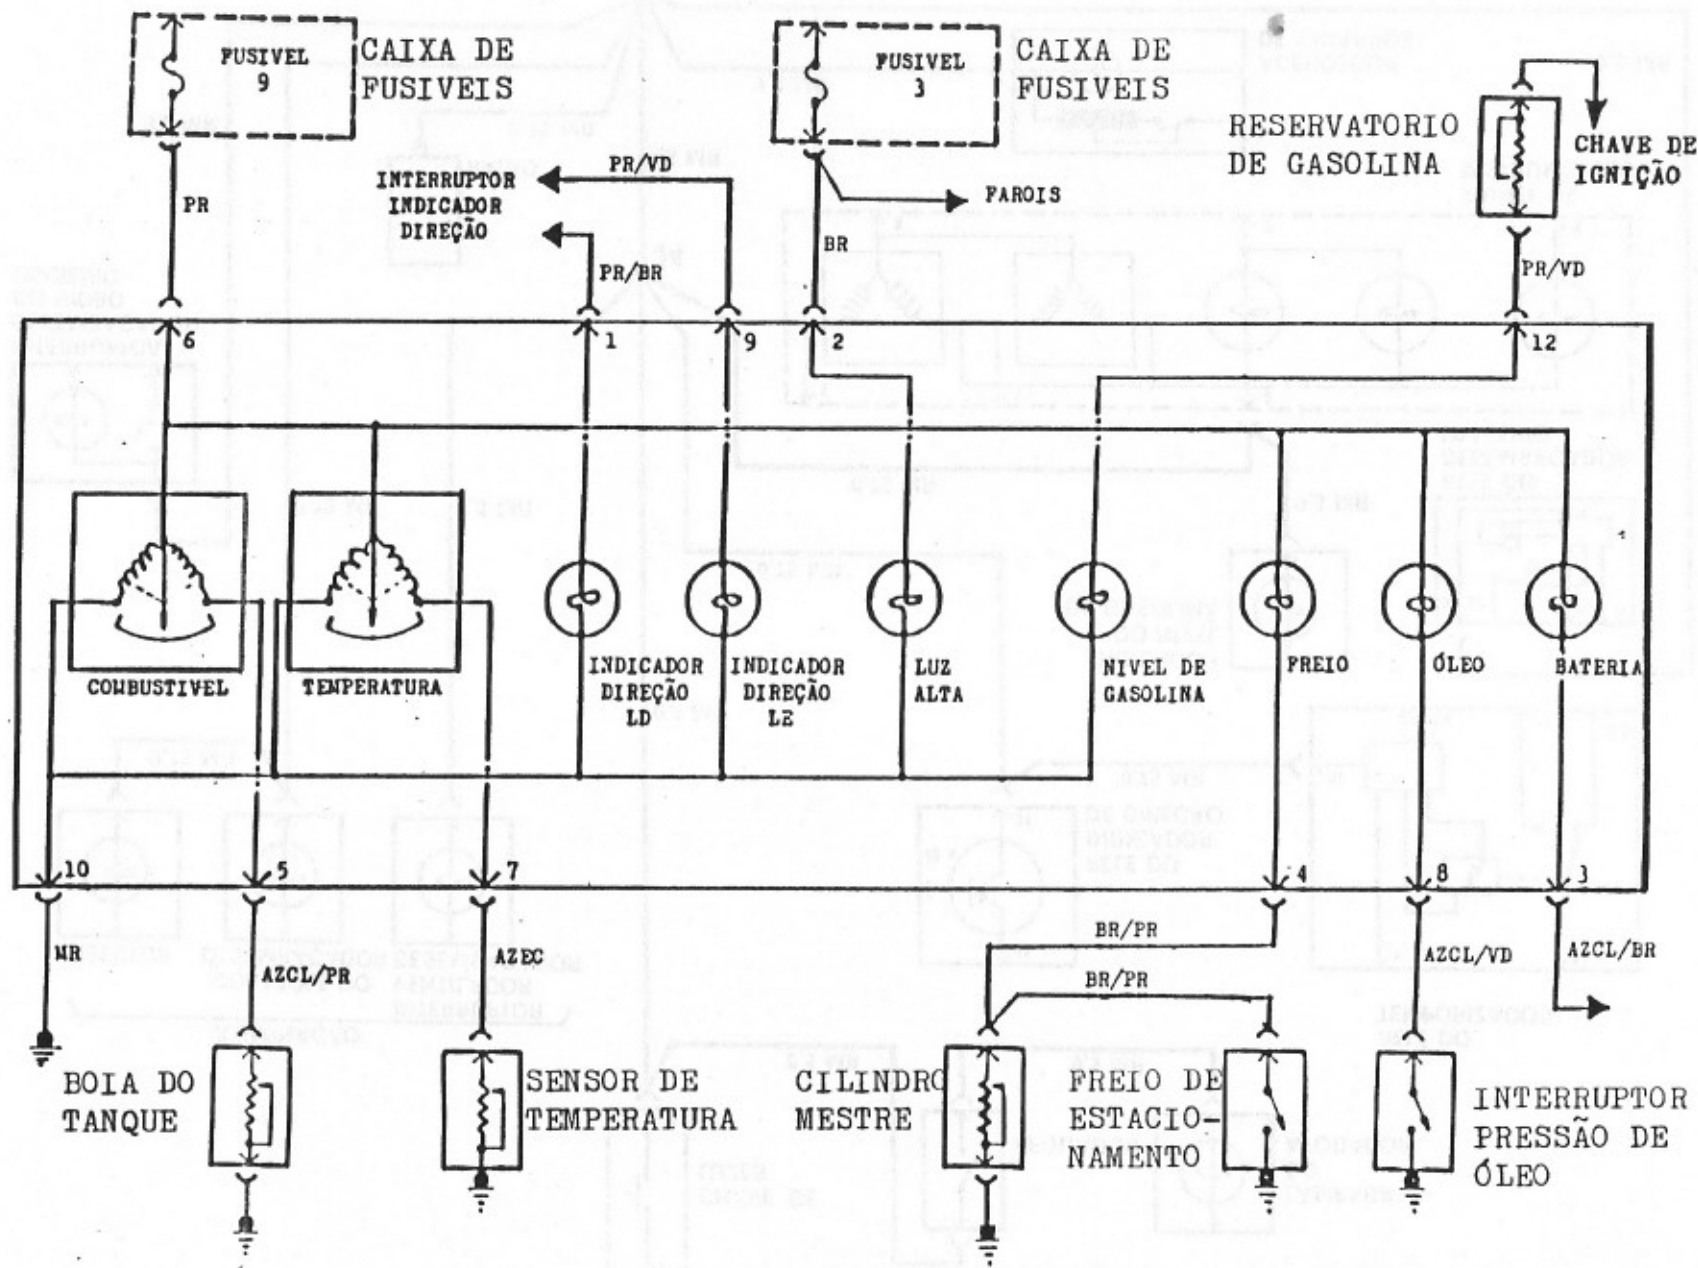 FUSIVEL
9
CAIXA DE
FUSIVEIS
FUSIVEL
3
CAIXA DE
FUSIVEIS
RESERVATORIO
DE GASOLINA
CHAVE DE
IGNIÇÃO
PR
INTERRUPTOR
INDICADOR
DIREÇÃO
PR/VD
PR/BR
FAROIS
BR
PR/VD
6
1
9
2
12
COMBUSTIVEL
TEMPERATURA
INDICADOR
DIREÇÃO
LD
INDICADOR
DIREÇÃO
LE
LUZ
ALTA
NIVEL DE
GASOLINA
FREIO
ÓLEO
BATERIA
10
5
7
4
8
3
MR
AZCL/PR
AZEC
BR/PR
BR/PR
AZCL/VD
AZCL/BR
BOIA DO
TANQUE
SENSOR DE
TEMPERATURA
CILINDRO
MESTRE
FREIO DE
ESTACIO-
NAMENTO
INTERRUPTOR
PRESSÃO DE
ÓLEO